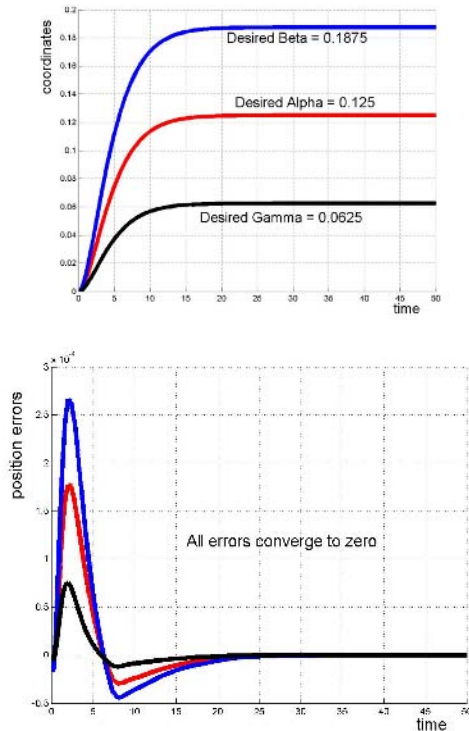 0.2
0.18
Desired Beta = 0.1875
0.16
0.14
Desired Alpha = 0.125
0.12
0.1
0.08
Desired Gamma = 0.0625
0.06
0.04
0.02
0
0 5 10 15 20 25 30 35 40 45 50
coordinates
time
3
2.5
2
1.5
1
All errors converge to zero
0.5
0
-0.5
0 5 10 15 20 25 30 35 40 45 50
position errors
time